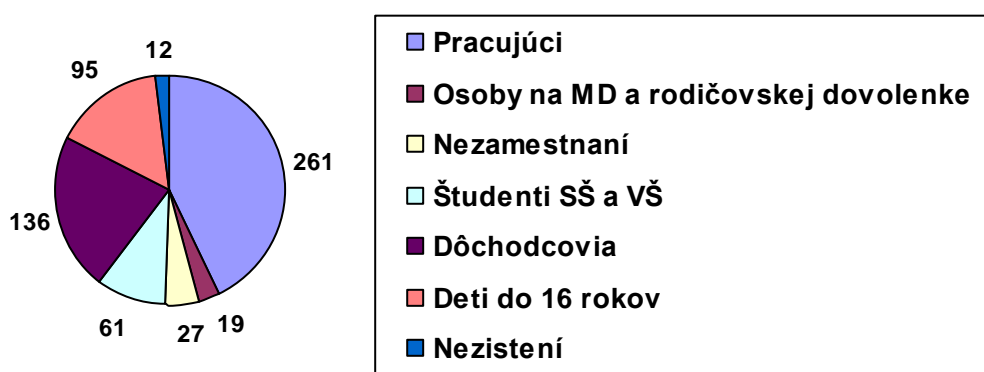 12
95
261
136
61
27
19
Pracujúci
Osoby na MD a rodičovskej dovolenke
Nezamestnaní
Študenti SŠ a VŠ
Dôchodcovia
Deti do 16 rokov
Nezistení